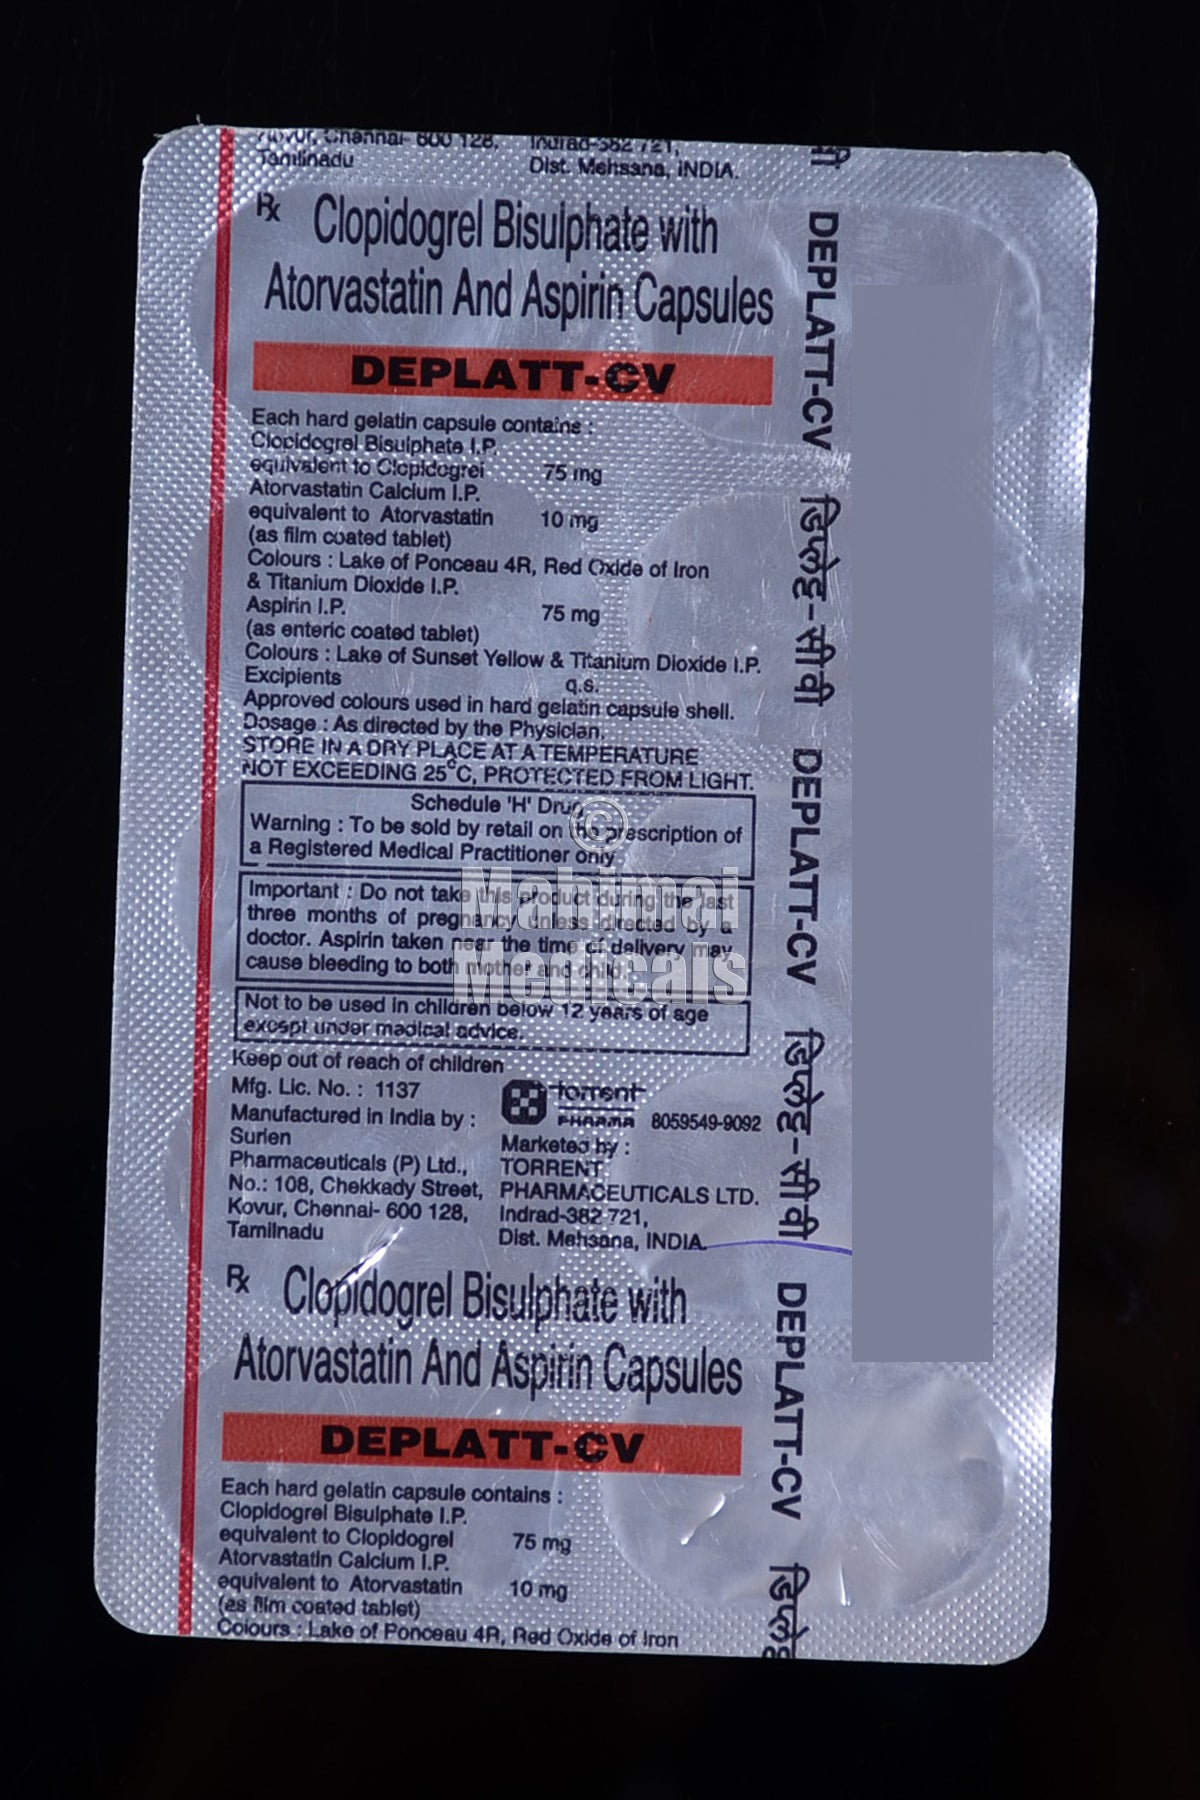 Kovur, Chennai- 600 128,
Tamilnadu
Indrad-382 721,
Dist. Mehsana, INDIA.
Rx Clopidogrel Bisulphate with
Atorvastatin And Aspirin Capsules
DEPLATT-CV
Each hard gelatin capsule contains :
Clopidogrel Bisulphate I.P.
equivalent to Clopidogrel 75 mg
Atorvastatin Calcium I.P.
equivalent to Atorvastatin 10 mg
(as film coated tablet)
Colours : Lake of Ponceau 4R, Red Oxide of Iron
& Titanium Dioxide I.P.
Aspirin I.P. 75 mg
(as enteric coated tablet)
Colours : Lake of Sunset Yellow & Titanium Dioxide I.P.
Excipients q.s.
Approved colours used in hard gelatin capsule shell.
Dosage : As directed by the Physician.
STORE IN A DRY PLACE AT A TEMPERATURE
NOT EXCEEDING 25°C, PROTECTED FROM LIGHT.
Schedule 'H' Drug
Warning : To be sold by retail on the prescription of
a Registered Medical Practitioner only
Important : Do not take this product during the last
three months of pregnancy unless directed by a
doctor. Aspirin taken near the time of delivery may
cause bleeding to both mother and child.
Not to be used in children below 12 years of age
except under medical advice.
Keep out of reach of children
Mfg. Lic. No. : 1137
Manufactured in India by :
Surien
Pharmaceuticals (P) Ltd.,
No.: 108, Chekkady Street,
Kovur, Chennai- 600 128,
Tamilnadu
torrent
PHARMA 8059549-9092
Marketed by :
TORRENT
PHARMACEUTICALS LTD.
Indrad-382 721,
Dist. Mehsana, INDIA.
Rx Clopidogrel Bisulphate with
Atorvastatin And Aspirin Capsules
DEPLATT-CV
Each hard gelatin capsule contains :
Clopidogrel Bisulphate I.P.
equivalent to Clopidogrel 75 mg
Atorvastatin Calcium I.P.
equivalent to Atorvastatin 10 mg
(as film coated tablet)
Colours : Lake of Ponceau 4R, Red Oxide of Iron
DEPLATT-CV डिप्लेट्ट-सीवी DEPLATT-CV डिप्लेट्ट-सीवी DEPLATT-CV
©
Mahimai
Medicals